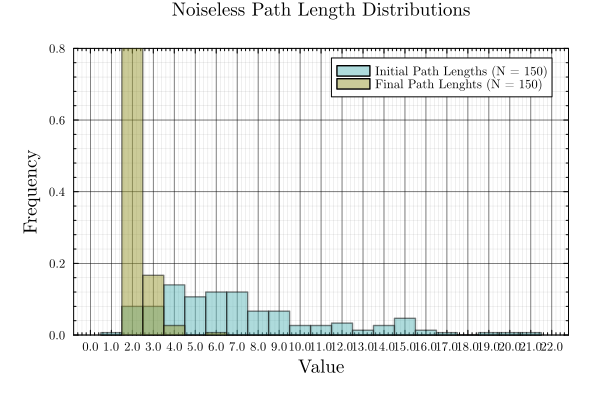 Noiseless Path Length Distributions
Initial Path Lengths (N = 150)
Final Path Lenghts (N = 150)
Frequency
0.8
0.6
0.4
0.2
0.0
0.0 1.0 2.0 3.0 4.0 5.0 6.0 7.0 8.0 9.0 10.0 11.0 12.0 13.0 14.0 15.0 16.0 17.0 18.0 19.0 20.0 21.0 22.0
Value